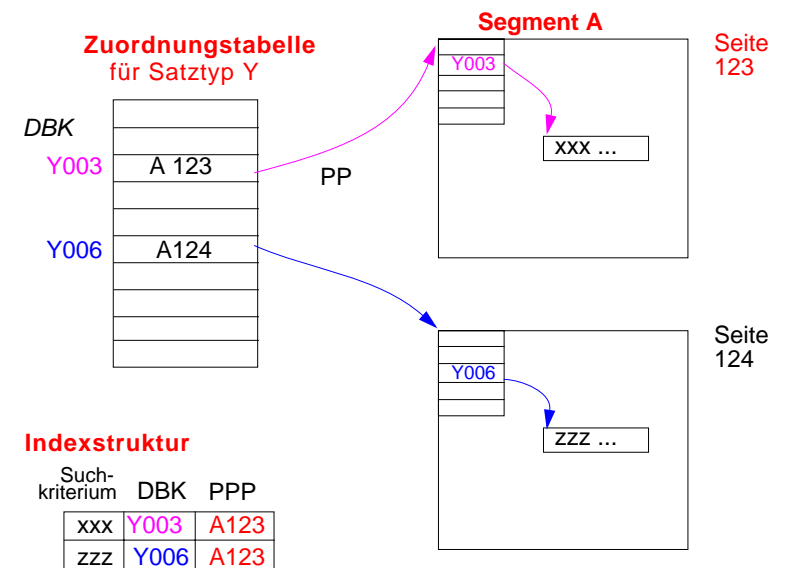 Segment A
Zuordnungstabelle
für Satztyp Y
Seite
123
Y003
xxx ...
DBK
Y003 A 123
PP
Y006 A124
Seite
124
Y006
zzz ...
Indexstruktur
Such-
kriterium DBK PPP
xxx Y003 A123
zzz Y006 A123